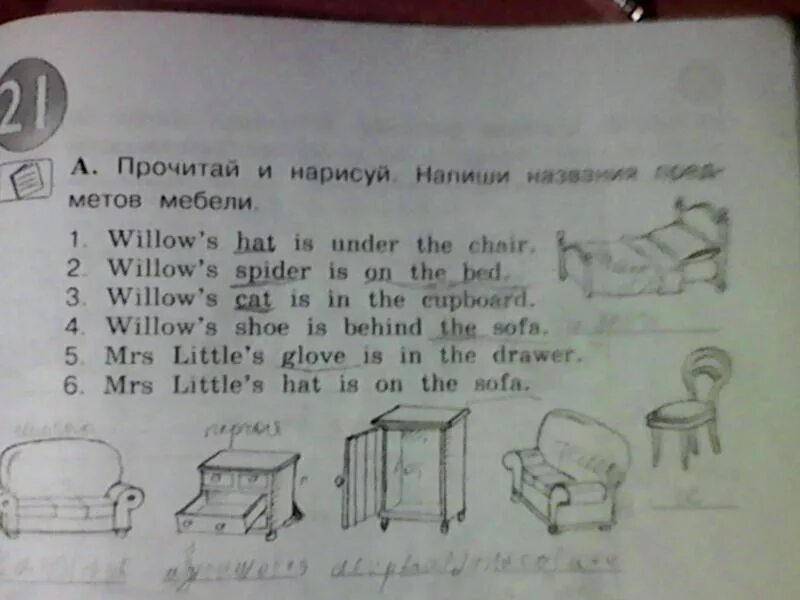 21
А. Прочитай и нарисуй. Напиши названия пред-
метов мебели.
1. Willow's hat is under the chair.
2. Willow's spider is on the bed.
3. Willow's cat is in the cupboard.
4. Willow's shoe is behind the sofa.
5. Mrs Little's glove is in the drawer.
6. Mrs Little's hat is on the sofa.